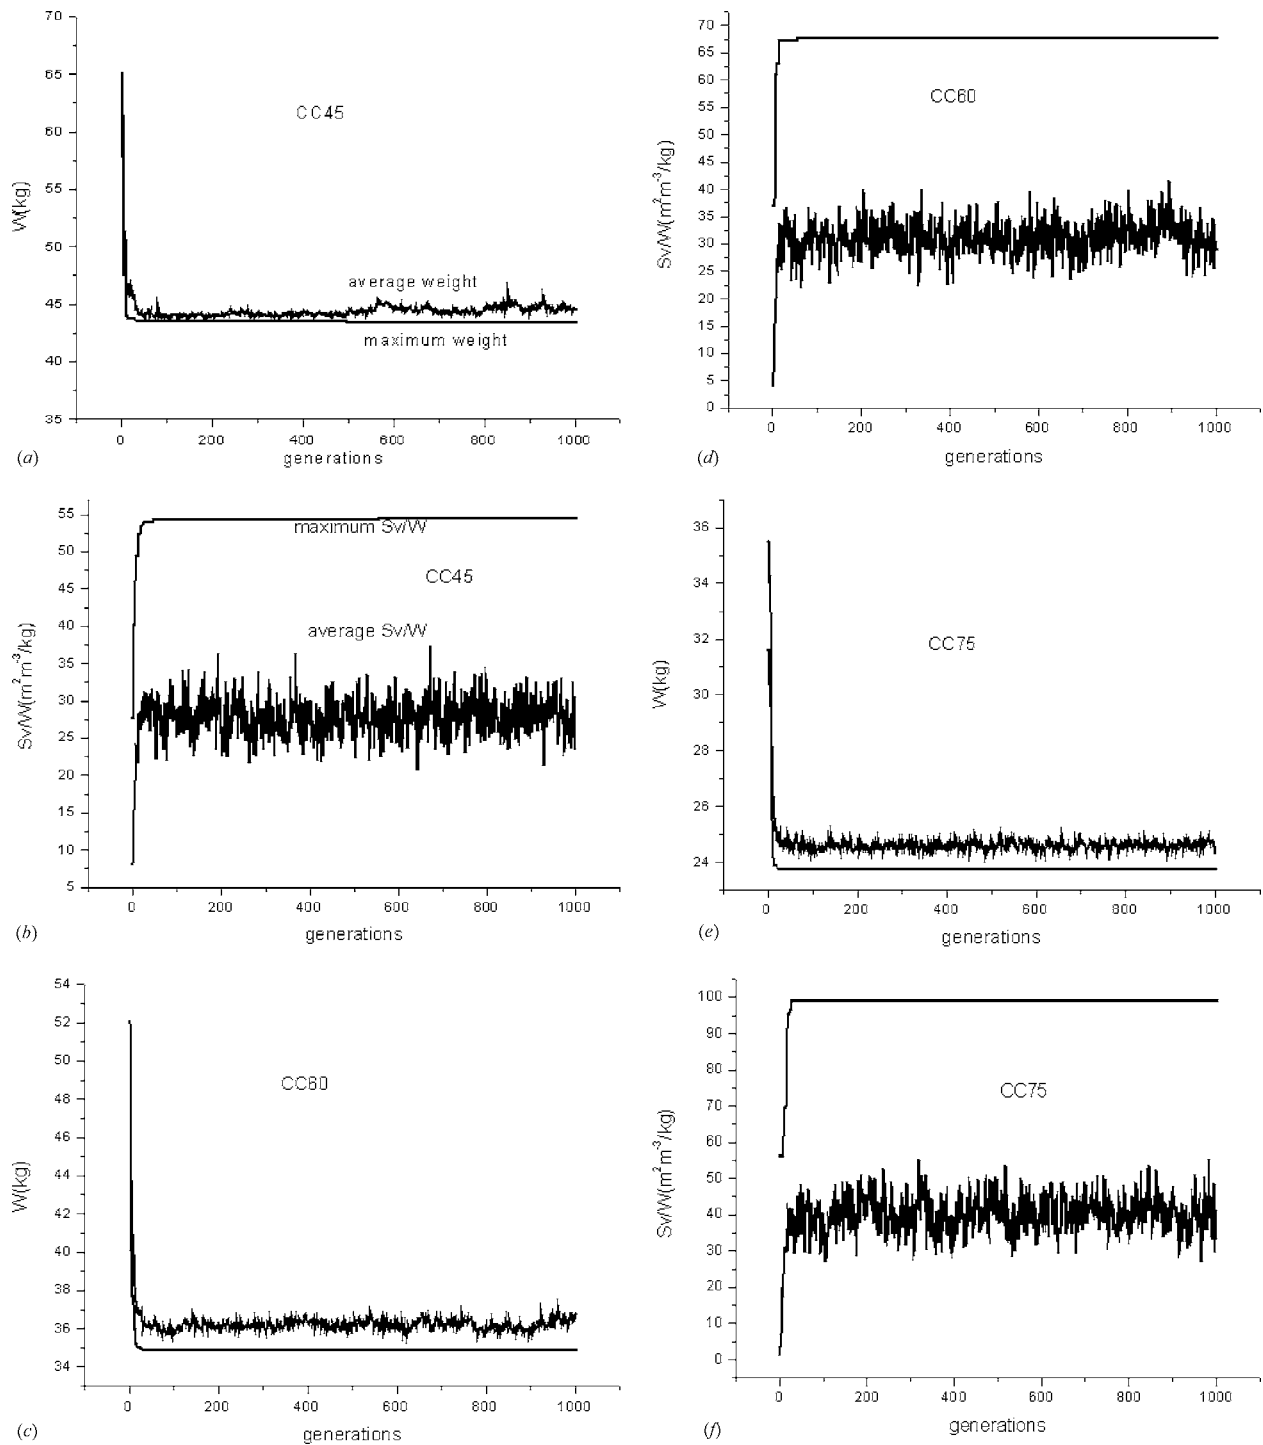 70
65
60
55
50
45
40
35
W(kg)
CC45
average weight
maximum weight
0 200 400 600 800 1000
generations
(a)
55
50
45
40
35
30
25
20
15
10
5
Sv/W(m²m⁻³/kg)
maximum Sv/W
CC45
average Sv/W
0 200 400 600 800 1000
generations
(b)
54
52
50
48
46
44
42
40
38
36
34
W(kg)
CC60
0 200 400 600 800 1000
generations
(c)
70
65
60
55
50
45
40
35
30
25
20
15
10
5
0
Sv/W(m²m⁻³/kg)
CC60
0 200 400 600 800 1000
generations
(d)
36
34
32
30
28
26
24
W(kg)
CC75
0 200 400 600 800 1000
generations
(e)
100
90
80
70
60
50
40
30
20
10
0
Sv/W(m²m⁻³/kg)
CC75
0 200 400 600 800 1000
generations
(f)